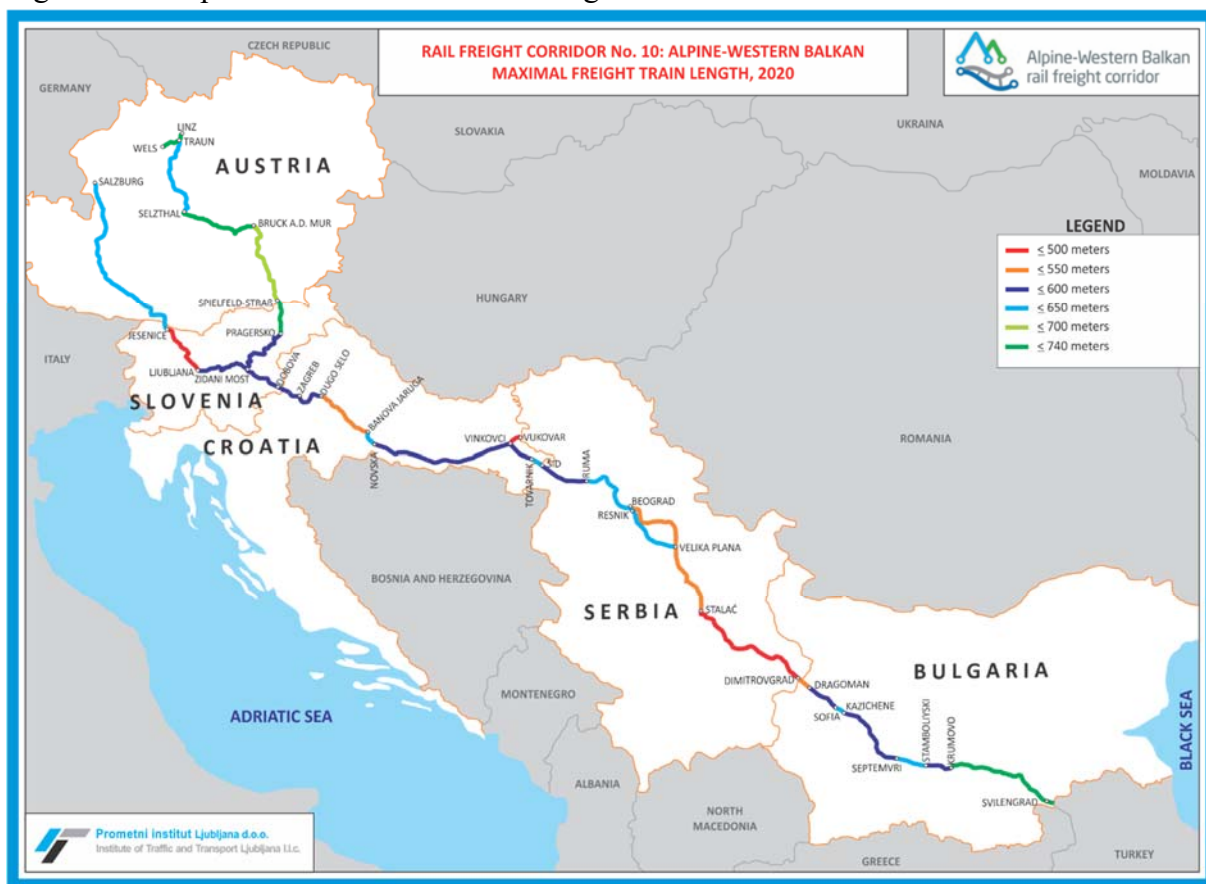 RAIL FREIGHT CORRIDOR No. 10: ALPINE-WESTERN BALKAN
MAXIMAL FREIGHT TRAIN LENGTH, 2020
Alpine-Western Balkan
rail freight corridor
CZECH REPUBLIC
GERMANY
SLOVAKIA
UKRAINE
MOLDAVIA
LINZ
TRAUN
WELS
AUSTRIA
SALZBURG
SELZTHAL
BRUCK A.D. MUR
LEGEND
≤ 500 meters
≤ 550 meters
≤ 600 meters
≤ 650 meters
≤ 700 meters
≤ 740 meters
HUNGARY
SPIELFELD-STRAß
JESENICE
PRAGERSKO
ITALY
LJUBLJANA
ZIDANI MOST
DOBOVA
ZAGREB
DUGO SELO
SLOVENIA
BANOVA JARUGA
CROATIA
NOVSKA
VINKOVCI
VUKOVAR
TOVARNIK
ŠID
RUMA
ROMANIA
BEOGRAD
RESNIK
VELIKA PLANA
BOSNIA AND HERZEGOVINA
SERBIA
STALAĆ
DIMITROVGRAD
DRAGOMAN
BULGARIA
MONTENEGRO
ADRIATIC SEA
SOFIA
KAZICHENE
SEPTEMVRI
STAMBOLIYSKI
KRUMOVO
SVILENGRAD
BLACK SEA
ALBANIA
NORTH
MACEDONIA
GREECE
TURKEY
Prometni institut Ljubljana d.o.o.
Institute of Traffic and Transport Ljubljana l.l.c.